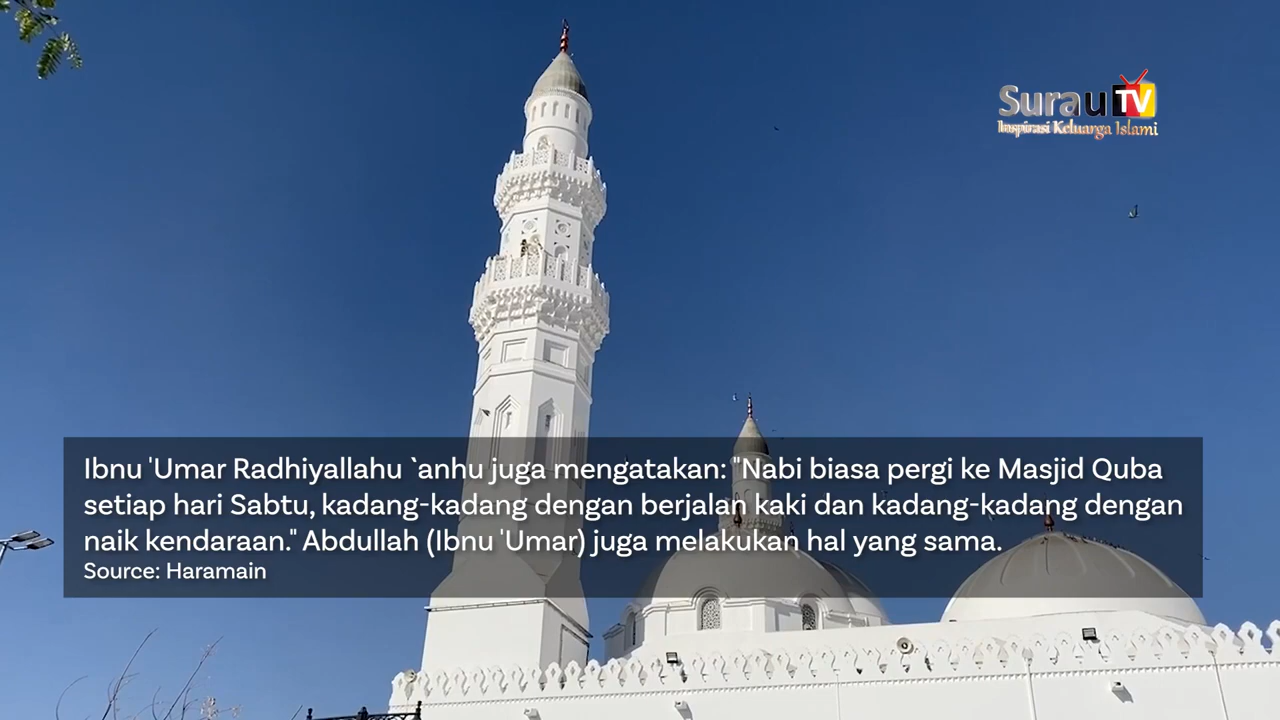 SurauTV
Inspirasi Keluarga Islami
Ibnu 'Umar Radhiyallahu `anhu juga mengatakan: "Nabi biasa pergi ke Masjid Quba
setiap hari Sabtu, kadang-kadang dengan berjalan kaki dan kadang-kadang dengan
naik kendaraan." Abdullah (Ibnu 'Umar) juga melakukan hal yang sama.
Source: Haramain